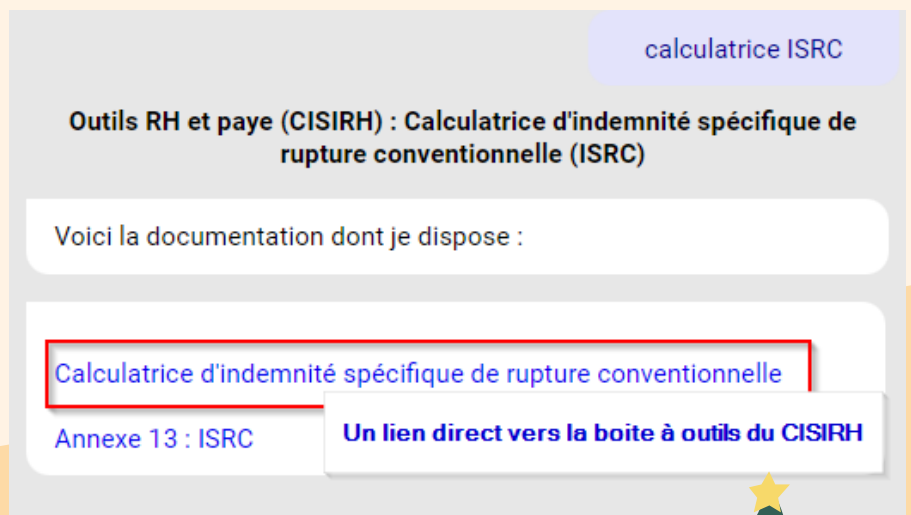 calculatrice ISRC
Outils RH et paye (CISIRH) : Calculatrice d'indemnité spécifique de
rupture conventionnelle (ISRC)
Voici la documentation dont je dispose :
Calculatrice d'indemnité spécifique de rupture conventionnelle
Annexe 13 : ISRC
Un lien direct vers la boite à outils du CISIRH